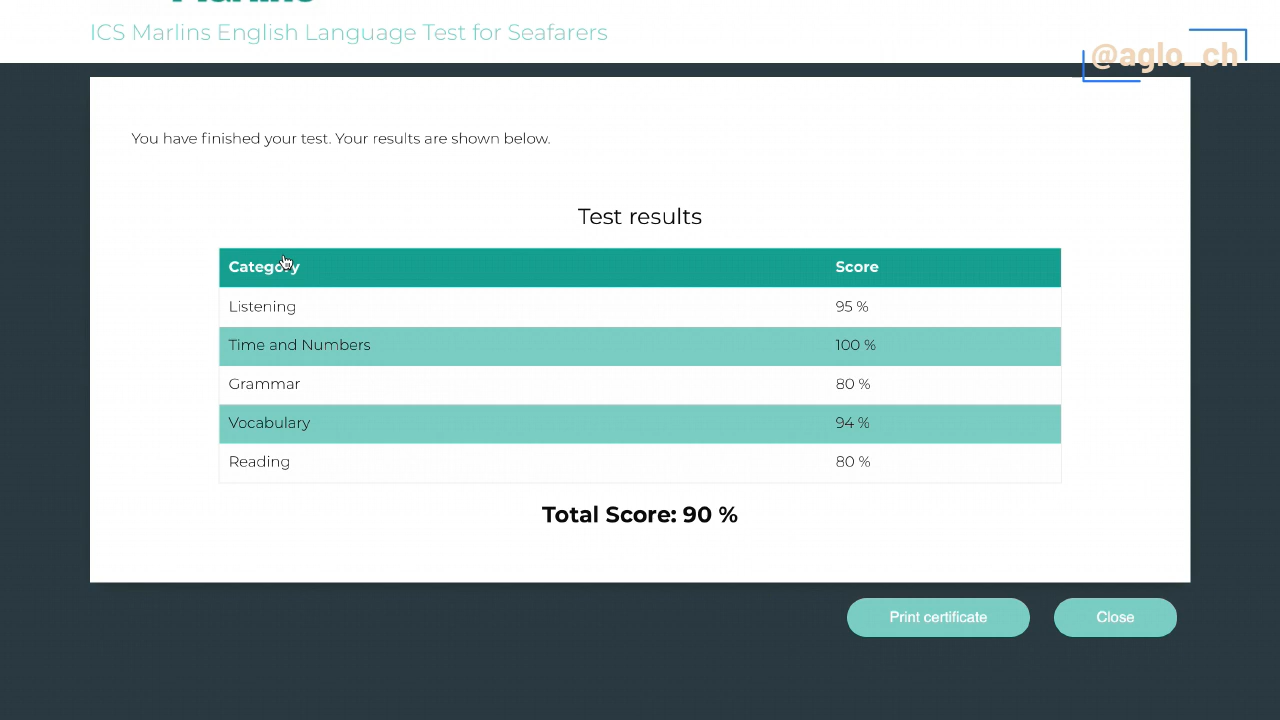 ICS Marlins English Language Test for Seafarers
@aglo_ch
You have finished your test. Your results are shown below.
Test results
Category Score
Listening 95 %
Time and Numbers 100 %
Grammar 80 %
Vocabulary 94 %
Reading 80 %
Total Score: 90 %
Print certificate Close